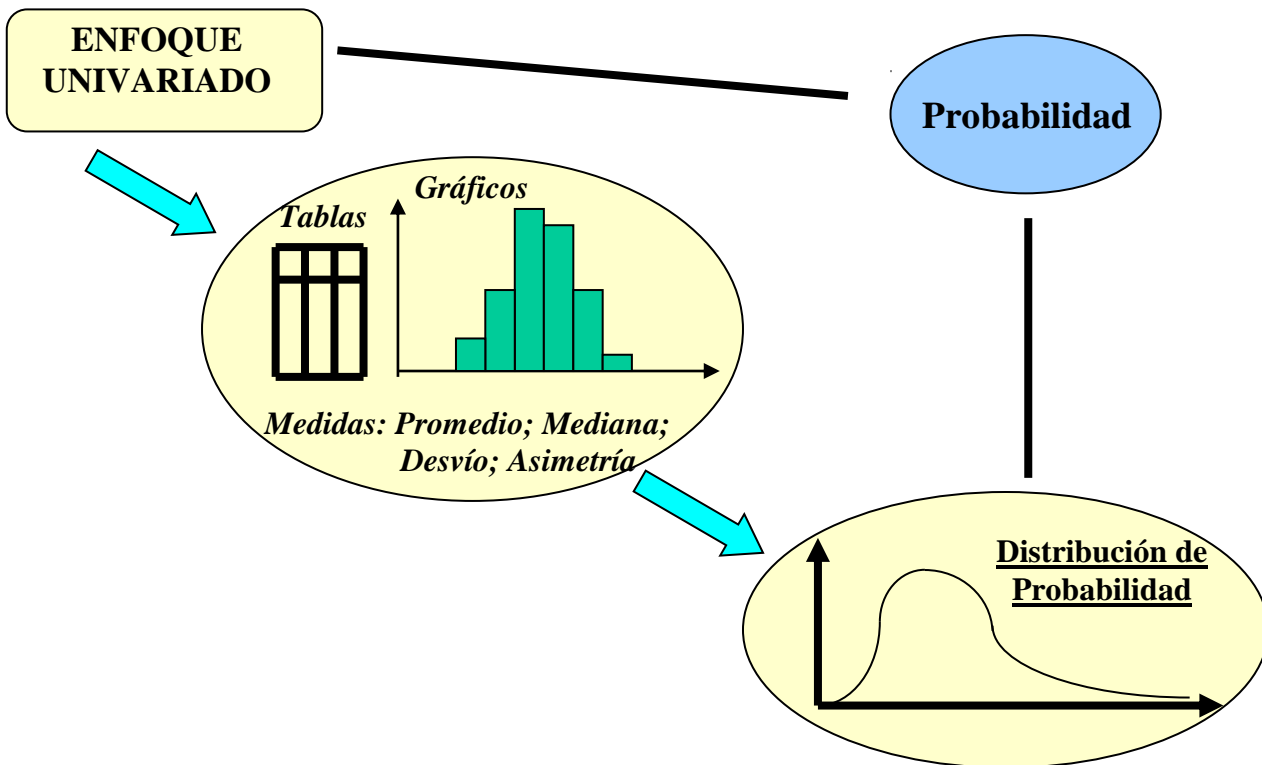 ENFOQUE
UNIVARIADO
Probabilidad
Gráficos
Tablas
Medidas: Promedio; Mediana;
Desvío; Asimetría
Distribución de
Probabilidad